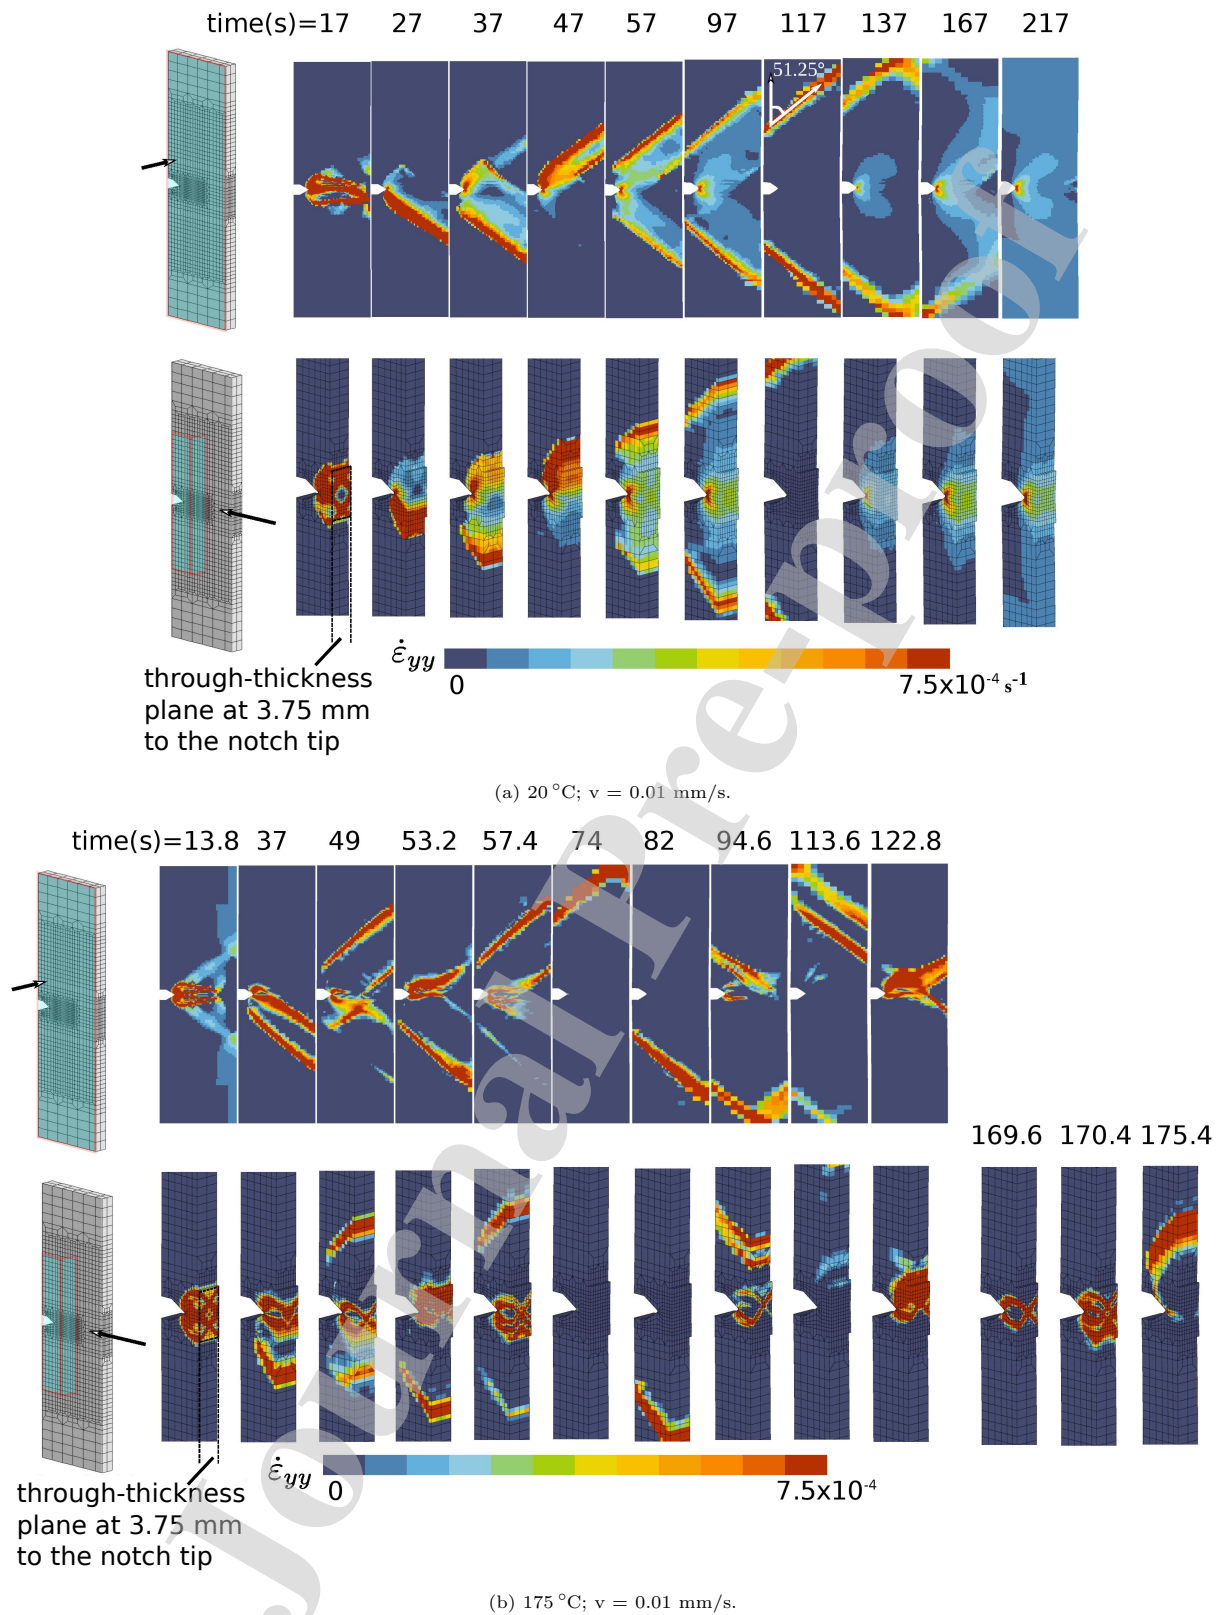 time(s)=17 27 37 47 57 97 117 137 167 217
51.25°
ε̇yy
0 7.5x10⁻⁴ s⁻¹
through-thickness
plane at 3.75 mm
to the notch tip
(a) 20 °C; v = 0.01 mm/s.
time(s)=13.8 37 49 53.2 57.4 74 82 94.6 113.6 122.8
169.6 170.4 175.4
ε̇yy
0 7.5x10⁻⁴
through-thickness
plane at 3.75 mm
to the notch tip
(b) 175 °C; v = 0.01 mm/s.
Journal Pre-proof